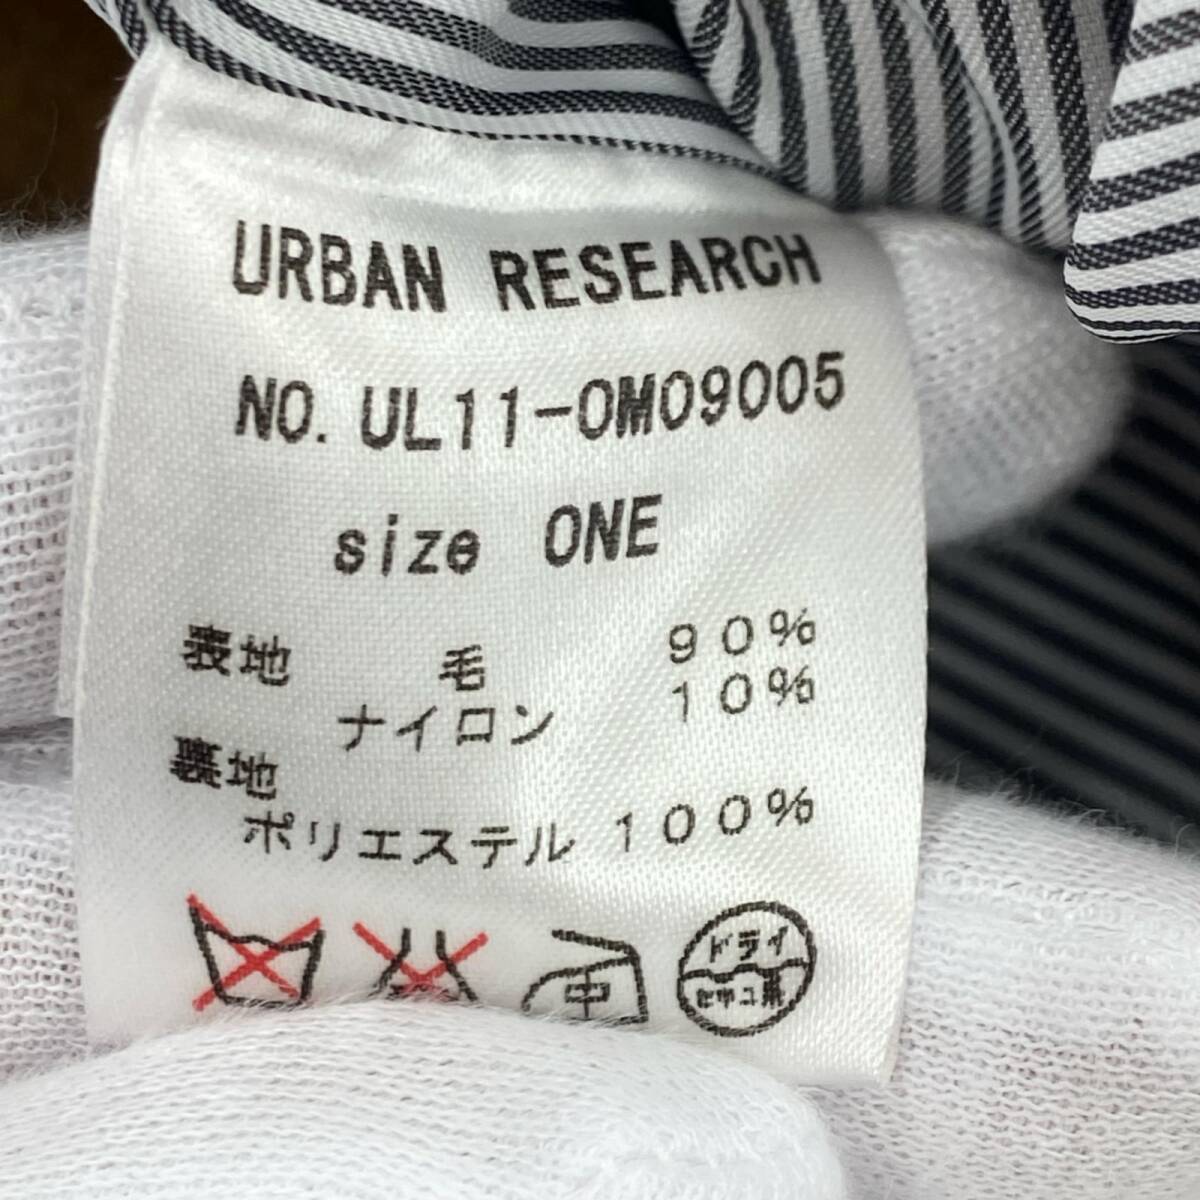 URBAN RESEARCH
NO. UL11-OM09005
size ONE
表地 毛 90%
ナイロン 10%
裏地
ポリエステル 100%
中
ドライ
セキユ系